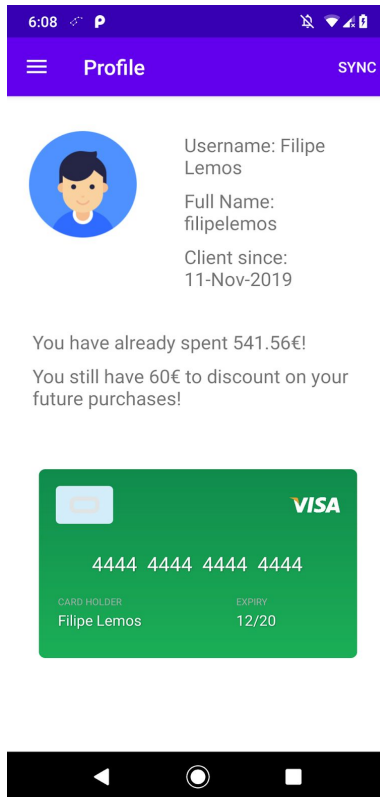 6:08
Profile
SYNC
Username: Filipe
Lemos
Full Name:
filipelemos
Client since:
11-Nov-2019
You have already spent 541.56€!
You still have 60€ to discount on your
future purchases!
VISA
4444 4444 4444 4444
CARD HOLDER
EXPIRY
Filipe Lemos
12/20